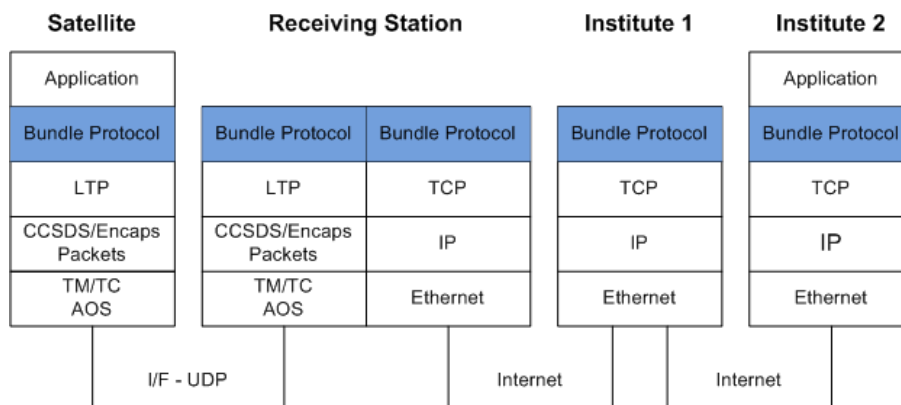 Satellite
Receiving Station
Institute 1
Institute 2
Application
Application
Bundle Protocol
Bundle Protocol
Bundle Protocol
Bundle Protocol
Bundle Protocol
LTP
LTP
TCP
TCP
TCP
CCSDS/Encaps
Packets
CCSDS/Encaps
Packets
IP
IP
IP
TM/TC
AOS
TM/TC
AOS
Ethernet
Ethernet
Ethernet
I/F - UDP
Internet
Internet